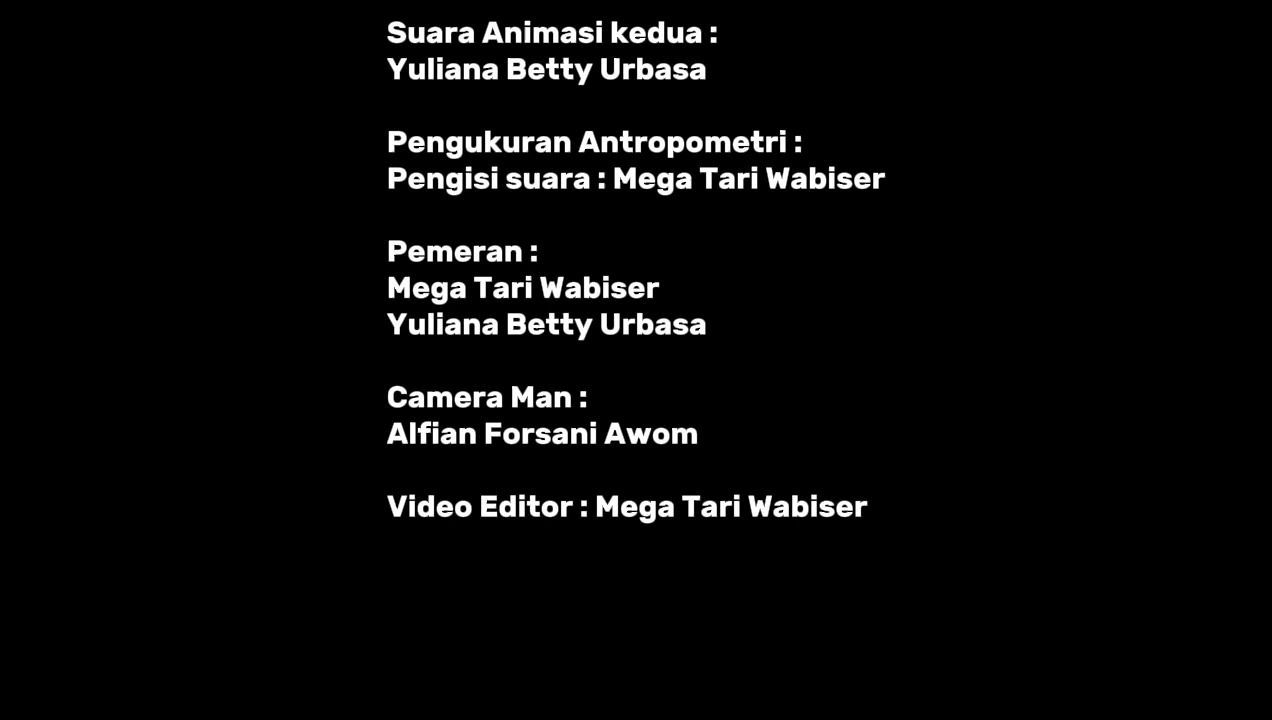 Suara Animasi kedua :
Yuliana Betty Urbasa
Pengukuran Antropometri :
Pengisi suara : Mega Tari Wabiser
Pemeran :
Mega Tari Wabiser
Yuliana Betty Urbasa
Camera Man :
Alfian Forsani Awom
Video Editor : Mega Tari Wabiser